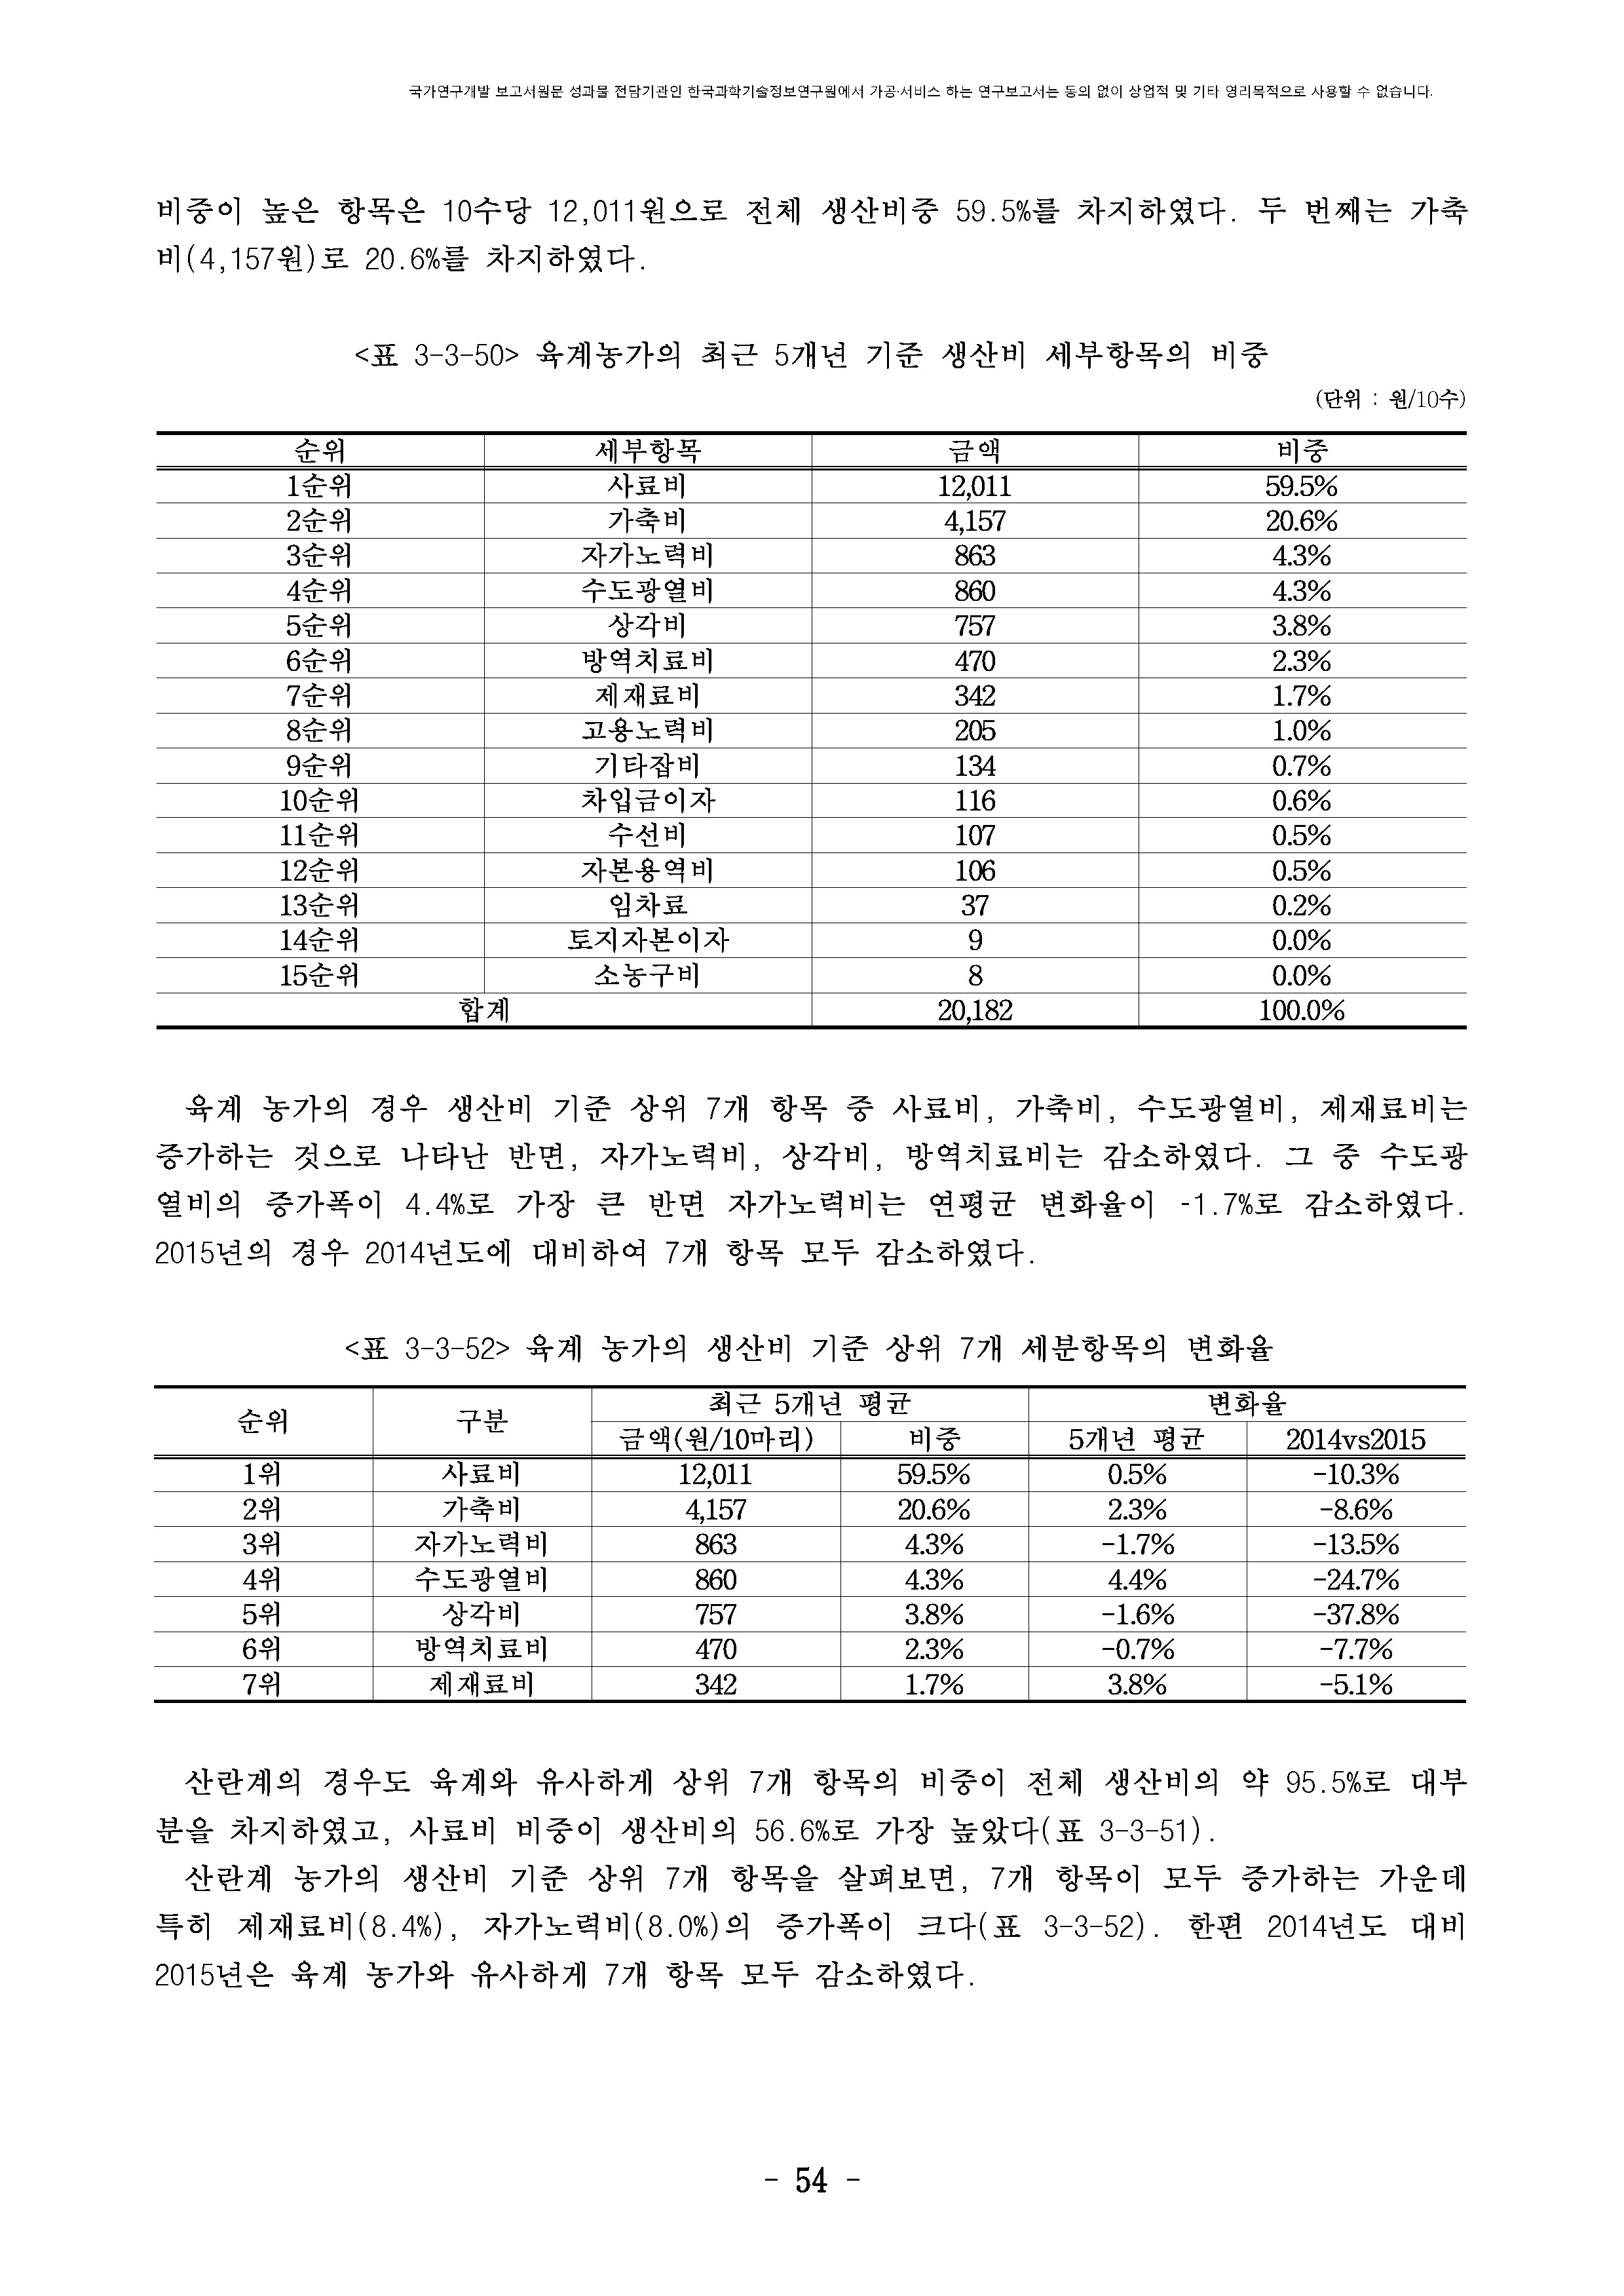 국가연구개발 보고서원문 성과물 전담기관인 한국과학기술정보연구원에서 가공·서비스 하는 연구보고서는 동의 없이 상업적 및 기타 영리목적으로 사용할 수 없습니다.
비중이 높은 항목은 10수당 12,011원으로 전체 생산비중 59.5%를 차지하였다. 두 번째는 가축
비(4,157원)로 20.6%를 차지하였다.
<표 3-3-50> 육계농가의 최근 5개년 기준 생산비 세부항목의 비중
(단위 : 원/10수)
순위 세부항목 금액 비중
1순위 사료비 12,011 59.5%
2순위 가축비 4,157 20.6%
3순위 자가노력비 863 4.3%
4순위 수도광열비 860 4.3%
5순위 상각비 757 3.8%
6순위 방역치료비 470 2.3%
7순위 제재료비 342 1.7%
8순위 고용노력비 205 1.0%
9순위 기타잡비 134 0.7%
10순위 차입금이자 116 0.6%
11순위 수선비 107 0.5%
12순위 자본용역비 106 0.5%
13순위 임차료 37 0.2%
14순위 토지자본이자 9 0.0%
15순위 소농구비 8 0.0%
합계 20,182 100.0%
육계 농가의 경우 생산비 기준 상위 7개 항목 중 사료비, 가축비, 수도광열비, 제재료비는
증가하는 것으로 나타난 반면, 자가노력비, 상각비, 방역치료비는 감소하였다. 그 중 수도광
열비의 증가폭이 4.4%로 가장 큰 반면 자가노력비는 연평균 변화율이 -1.7%로 감소하였다.
2015년의 경우 2014년도에 대비하여 7개 항목 모두 감소하였다.
<표 3-3-52> 육계 농가의 생산비 기준 상위 7개 세분항목의 변화율
순위 구분 최근 5개년 평균 변화율
금액(원/10마리) 비중 5개년 평균 2014vs2015
1위 사료비 12,011 59.5% 0.5% -10.3%
2위 가축비 4,157 20.6% 2.3% -8.6%
3위 자가노력비 863 4.3% -1.7% -13.5%
4위 수도광열비 860 4.3% 4.4% -24.7%
5위 상각비 757 3.8% -1.6% -37.8%
6위 방역치료비 470 2.3% -0.7% -7.7%
7위 제재료비 342 1.7% 3.8% -5.1%
산란계의 경우도 육계와 유사하게 상위 7개 항목의 비중이 전체 생산비의 약 95.5%로 대부
분을 차지하였고, 사료비 비중이 생산비의 56.6%로 가장 높았다(표 3-3-51).
산란계 농가의 생산비 기준 상위 7개 항목을 살펴보면, 7개 항목이 모두 증가하는 가운데
특히 제재료비(8.4%), 자가노력비(8.0%)의 증가폭이 크다(표 3-3-52). 한편 2014년도 대비
2015년은 육계 농가와 유사하게 7개 항목 모두 감소하였다.
- 54 -